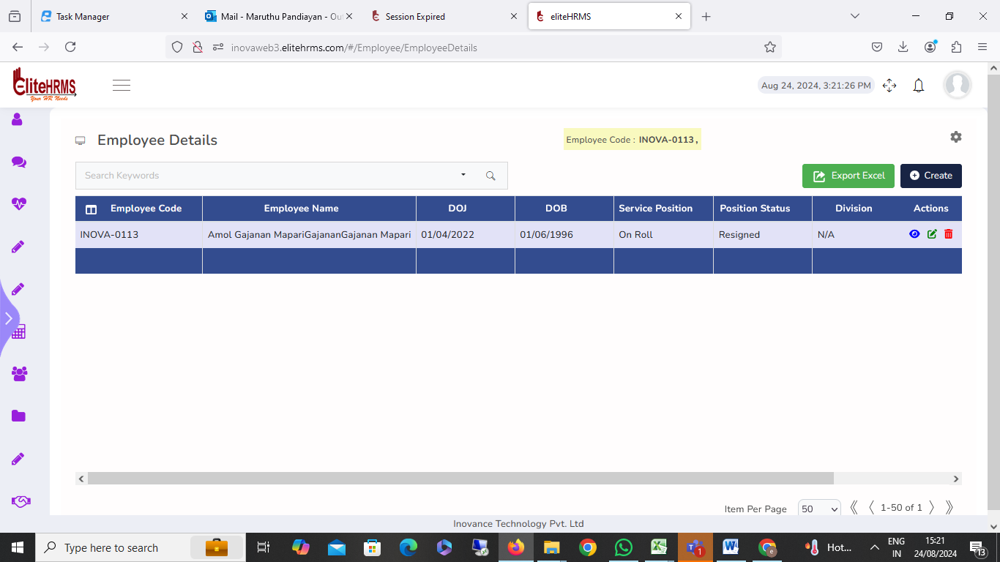 Task Manager
Mail - Maruthu Pandiayan - Ou
Session Expired
eliteHRMS
inovaweb3.elitehrms.com/#/Employee/EmployeeDetails
EliteHRMS
Your HR Needs
Aug 24, 2024, 3:21:26 PM
Employee Details
Employee Code : INOVA-0113 ,
Search Keywords
Export Excel
Create
Employee Code Employee Name DOJ DOB Service Position Position Status Division Actions
INOVA-0113 Amol Gajanan MapariGajananGajanan Mapari 01/04/2022 01/06/1996 On Roll Resigned N/A
Item Per Page 50 1-50 of 1
Inovance Technology Pvt. Ltd
Type here to search
1
Hot...
ENG
IN
15:21
24/08/2024
13